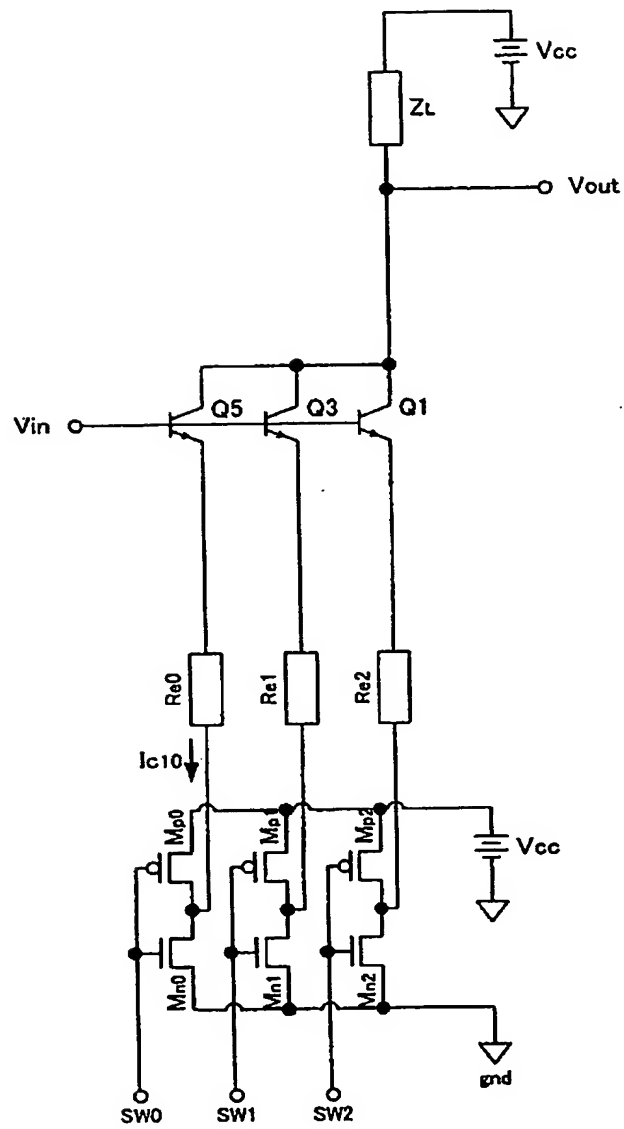 Vcc
ZL
Vout
Q5
Q3
Q1
Vin
Re0
Re1
Re2
Ic10
Mp0
Mp1
Mp2
Vcc
Mn0
Mn1
Mn2
gnd
SW0
SW1
SW2